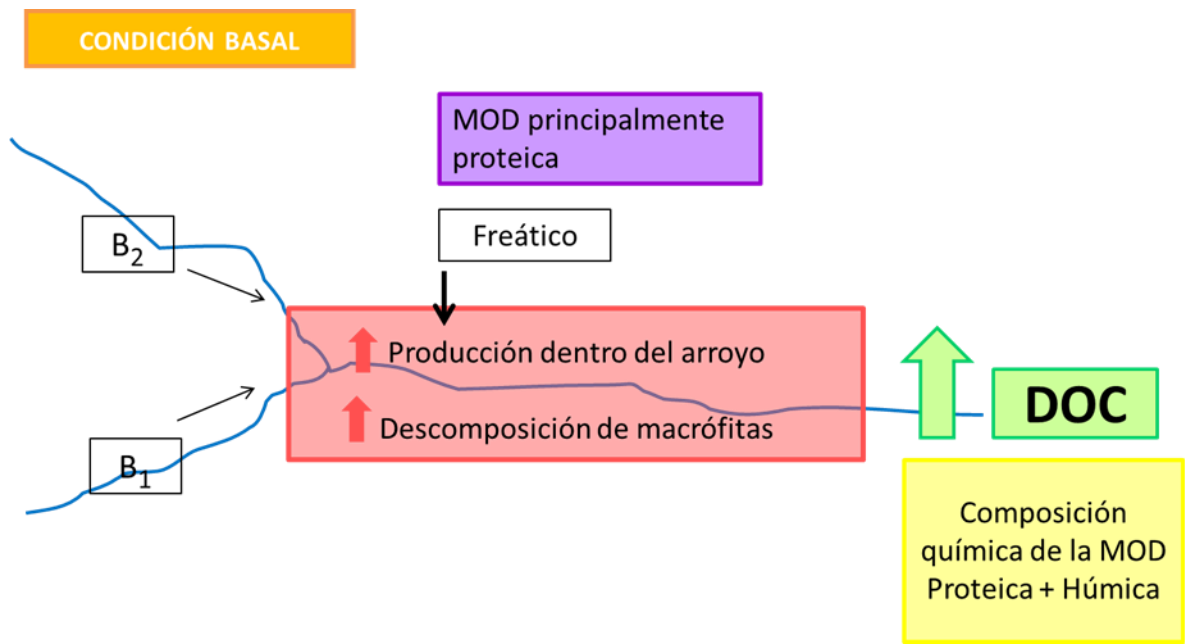 CONDICIÓN BASAL
MOD principalmente
proteica
Freático
B₂
Producción dentro del arroyo
Descomposición de macrófitas
B₁
DOC
Composición
química de la MOD
Proteica + Húmica